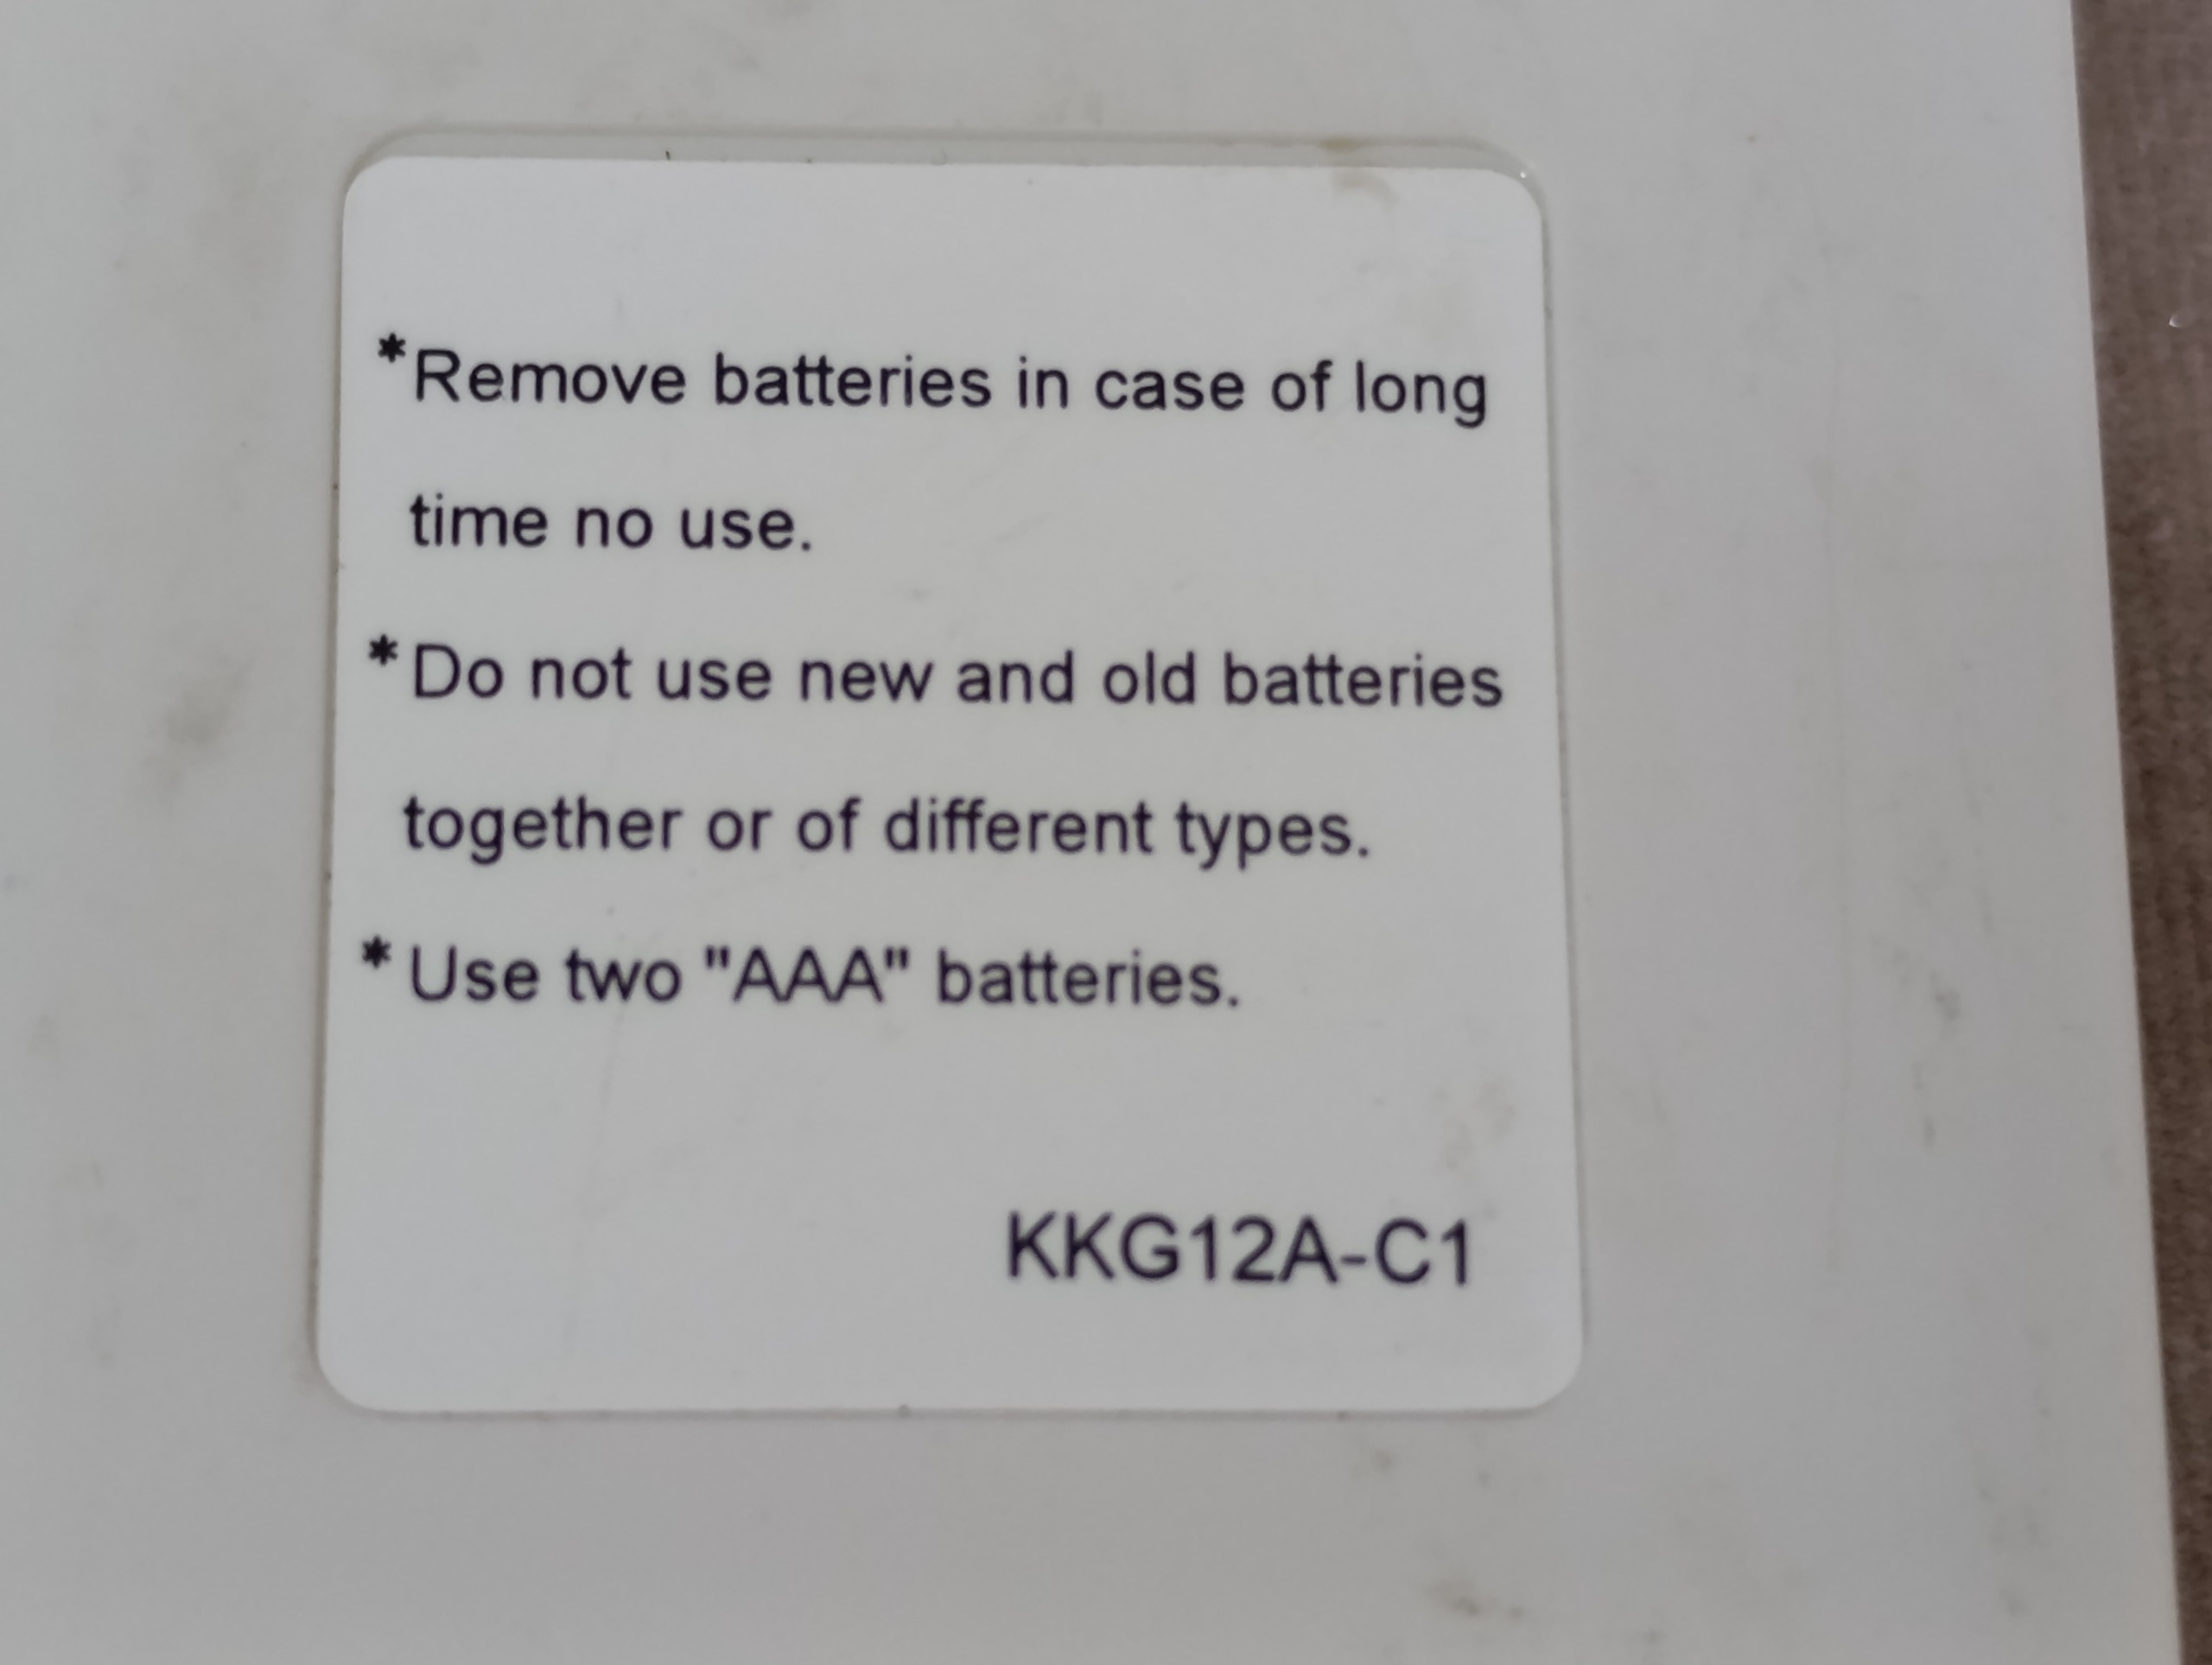 *Remove batteries in case of long
time no use.
*Do not use new and old batteries
together or of different types.
*Use two "AAA" batteries.
KKG12A-C1